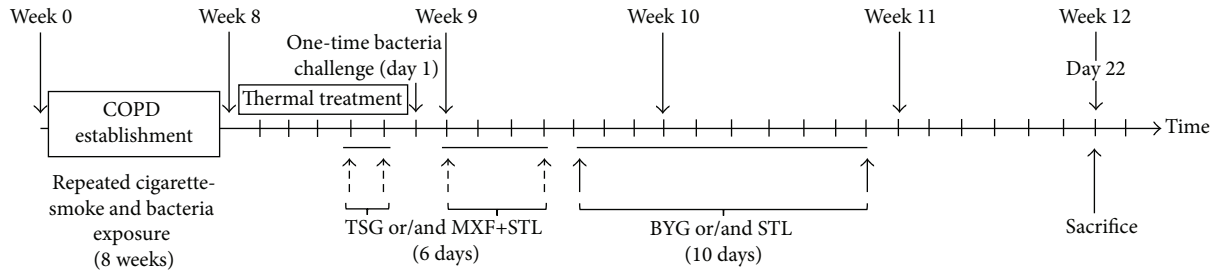 Week 0
Week 8
Week 9
Week 10
Week 11
Week 12
One-time bacteria
challenge (day 1)
Day 22
Thermal treatment
COPD
establishment
Time
Repeated cigarette-
smoke and bacteria
exposure
(8 weeks)
TSG or/and MXF+STL
(6 days)
BYG or/and STL
(10 days)
Sacrifice